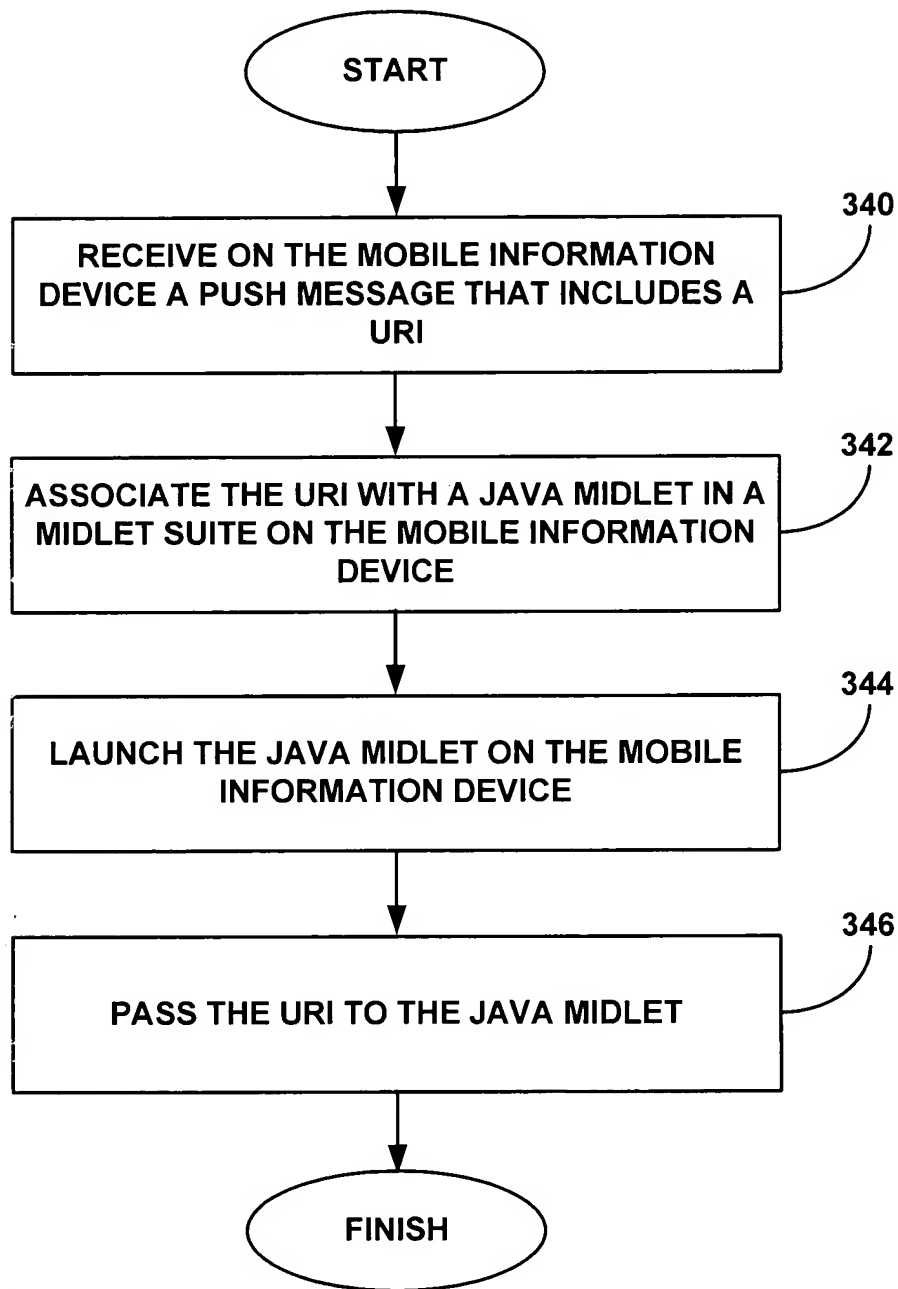 START
340
RECEIVE ON THE MOBILE INFORMATION
DEVICE A PUSH MESSAGE THAT INCLUDES A
URI
342
ASSOCIATE THE URI WITH A JAVA MIDLET IN A
MIDLET SUITE ON THE MOBILE INFORMATION
DEVICE
344
LAUNCH THE JAVA MIDLET ON THE MOBILE
INFORMATION DEVICE
346
PASS THE URI TO THE JAVA MIDLET
FINISH